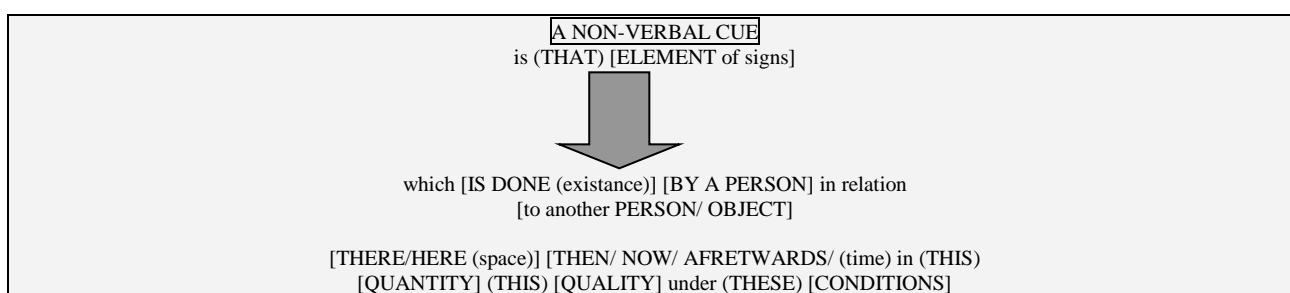 A NON-VERBAL CUE
is (THAT) [ELEMENT of signs]
which [IS DONE (existance)] [BY A PERSON] in relation
[to another PERSON/ OBJECT]
[THERE/HERE (space)] [THEN/ NOW/ AFRETWARDS/ (time) in (THIS)
[QUANTITY] (THIS) [QUALITY] under (THESE) [CONDITIONS]